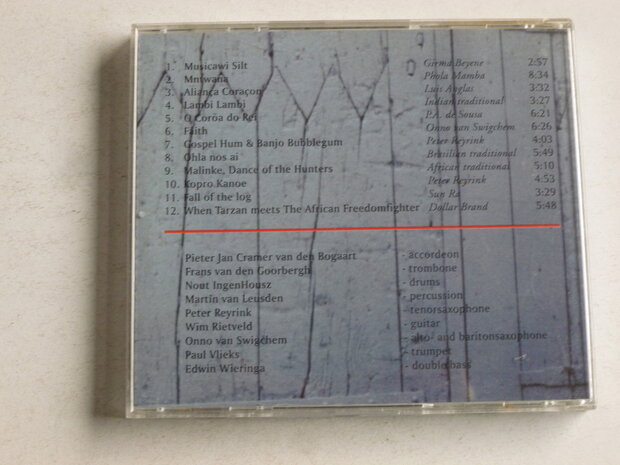 1. Musicawi Silt Girma Beyene 2:57
2. Mntwana Phola Mamba 8:34
3. Aliança Coraçon Luis Anglas 3:32
4. Lambi Lambi Indian traditional 3:27
5. O Corôa do Rei P.A. de Sousa 6:21
6. Faith Onno van Swigchem 6:26
7. Gospel Hum & Banjo Bubblegum Peter Reyrink 4:03
8. Ohla nos ai Brasilian traditional 5:49
9. Malinke, Dance of the Hunters African traditional 5:10
10. Kopro Kanoe Peter Reyrink 4:53
11. Fall of the log Sun Ra 3:29
12. When Tarzan meets The African Freedomfighter Dollar Brand 5:48
Pieter Jan Cramer van den Bogaart - accordeon
Frans van den Goorbergh - trombone
Nout IngenHousz - drums
Martin van Leusden - percussion
Peter Reyrink - tenorsaxophone
Wim Rietveld - guitar
Onno van Swigchem - alto- and baritonsaxophone
Paul Vlieks - trumpet
Edwin Wieringa - double bass